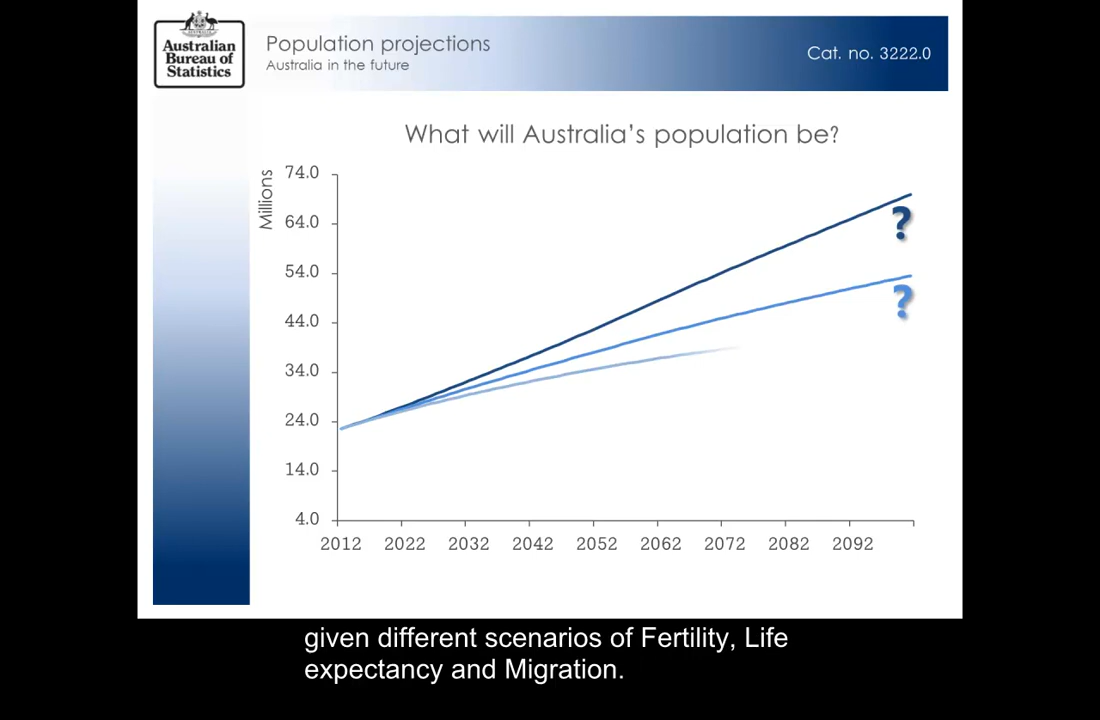 Australian
Bureau of
Statistics
Population projections
Australia in the future
Cat. no. 3222.0
What will Australia's population be?
Millions
74.0
64.0
54.0
44.0
34.0
24.0
14.0
4.0
?
?
2012 2022 2032 2042 2052 2062 2072 2082 2092
given different scenarios of Fertility, Life
expectancy and Migration.